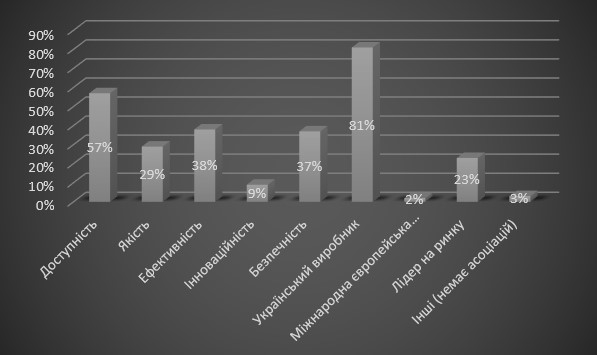 90%
80%
70%
60%
50%
40%
30%
20%
10%
0%
57%
29%
38%
9%
37%
81%
2%
23%
3%
Доступність
Якість
Ефективність
Інноваційність
Безпечність
Український виробник
Міжнародна європейська...
Лідер на ринку
Інші (немає асоціацій)